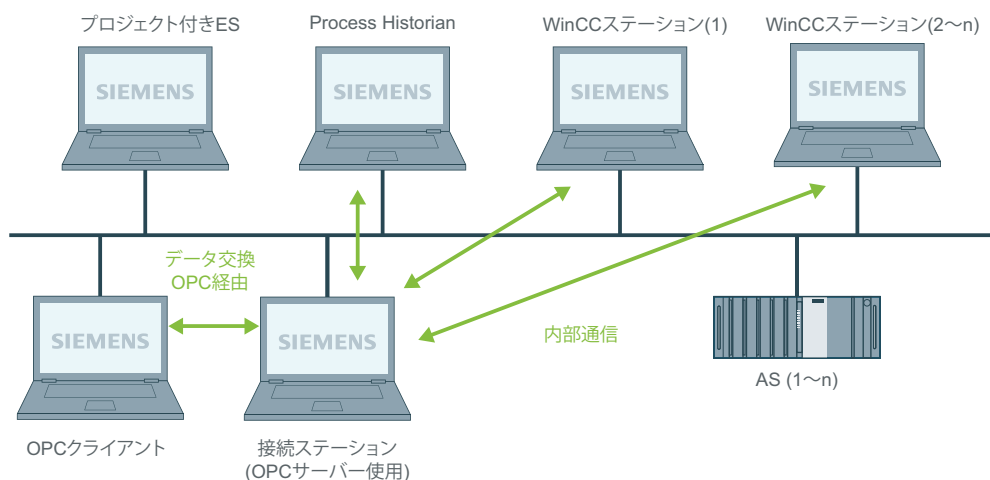 プロジェクト付きES
Process Historian
WinCCステーション(1)
WinCCステーション(2〜n)
SIEMENS
SIEMENS
SIEMENS
SIEMENS
データ交換
OPC経由
SIEMENS
SIEMENS
内部通信
AS (1〜n)
OPCクライアント
接続ステーション
(OPCサーバー使用)